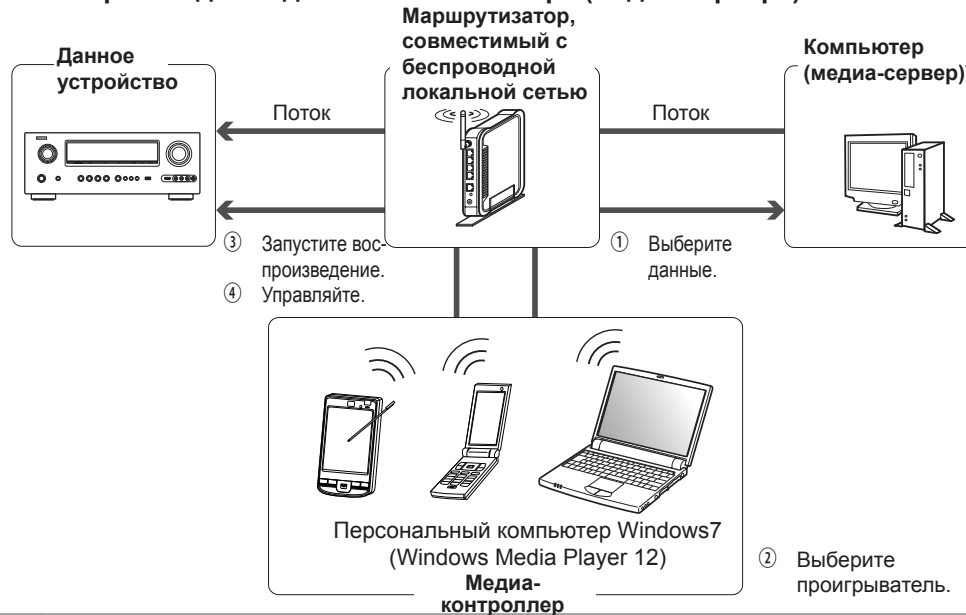 Маршрутизатор,
совместимый с
беспроводной
локальной сетью
Данное
устройство
Компьютер
(медиа-сервер)
Поток
Поток
③ Запустите вос-
произведение.
④ Управляйте.
① Выберите
данные.
Персональный компьютер Windows7
(Windows Media Player 12)
② Выберите
проигрыватель.
Медиа-
контроллер